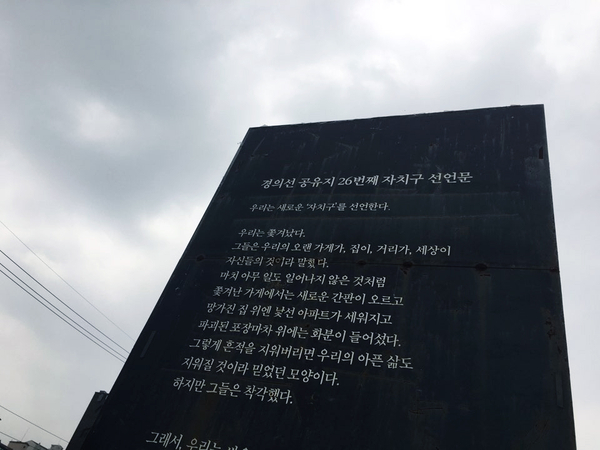 경의선 공유지 26번째 자치구 선언문
우리는 새로운 '자치구'를 선언한다.
우리는 쫓겨났다.
그들은 우리의 오랜 가게가, 집이, 거리가, 세상이
자신들의 것이라 말했다.
마치 아무 일도 일어나지 않은 것처럼
쫓겨난 가게에서는 새로운 간판이 오르고
망가진 집 위엔 낯선 아파트가 세워지고
파괴된 포장마차 위에는 화분이 들어섰다.
그렇게 흔적을 지워버리면 우리의 아픈 삶도
지워질 것이라 믿었던 모양이다.
하지만 그들은 착각했다.
그래서, 우리는